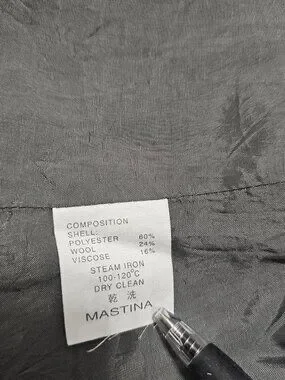 COMPOSITION
SHELL:
POLYESTER 60%
WOOL 24%
VISCOSE 16%
STEAM IRON
100-120°C
DRY CLEAN
乾 洗
MASTINA